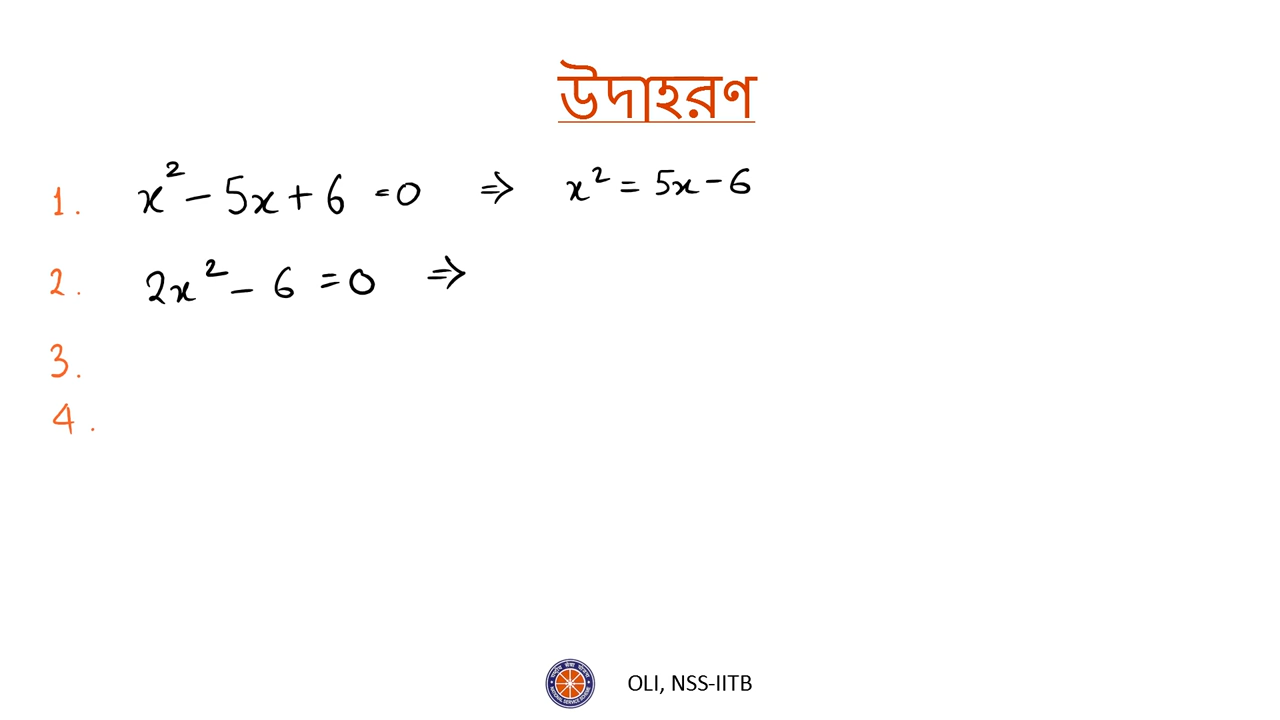 উদাহরণ
1. x² - 5x + 6 = 0 ⇒ x² = 5x - 6
2. 2x² - 6 = 0 ⇒
3.
4.
OLI, NSS-IITB